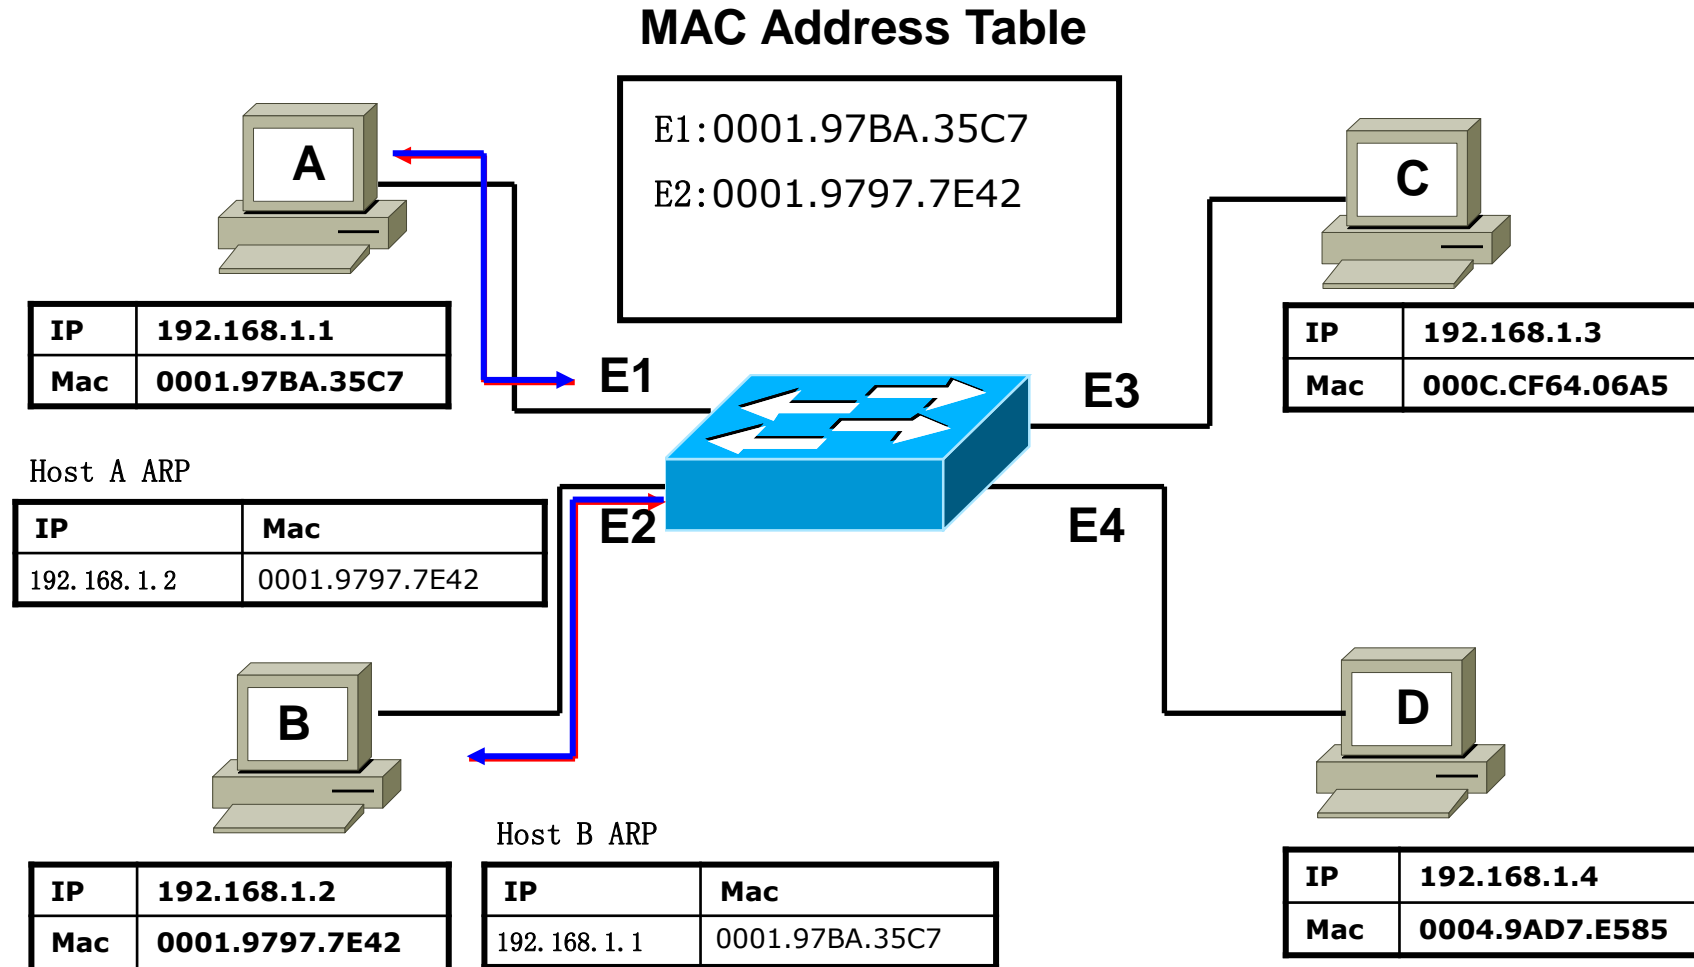 MAC Address Table
E1:0001.97BA.35C7
E2:0001.9797.7E42
A
C
IP 192.168.1.1
Mac 0001.97BA.35C7
IP 192.168.1.3
Mac 000C.CF64.06A5
E1
E3
Host A ARP
IP Mac
192.168.1.2 0001.9797.7E42
E2
E4
B
D
Host B ARP
IP 192.168.1.2
Mac 0001.9797.7E42
IP Mac
192.168.1.1 0001.97BA.35C7
IP 192.168.1.4
Mac 0004.9AD7.E585